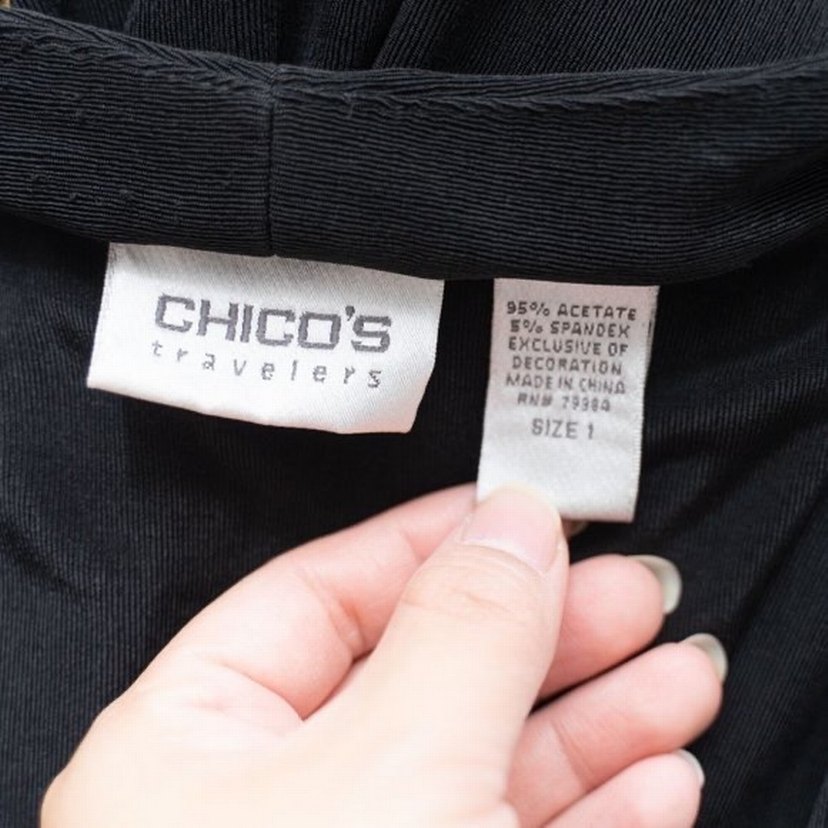 CHICO'S
travelers
95% ACETATE
5% SPANDEX
EXCLUSIVE OF
DECORATION
MADE IN CHINA
RN# 79384
SIZE 1